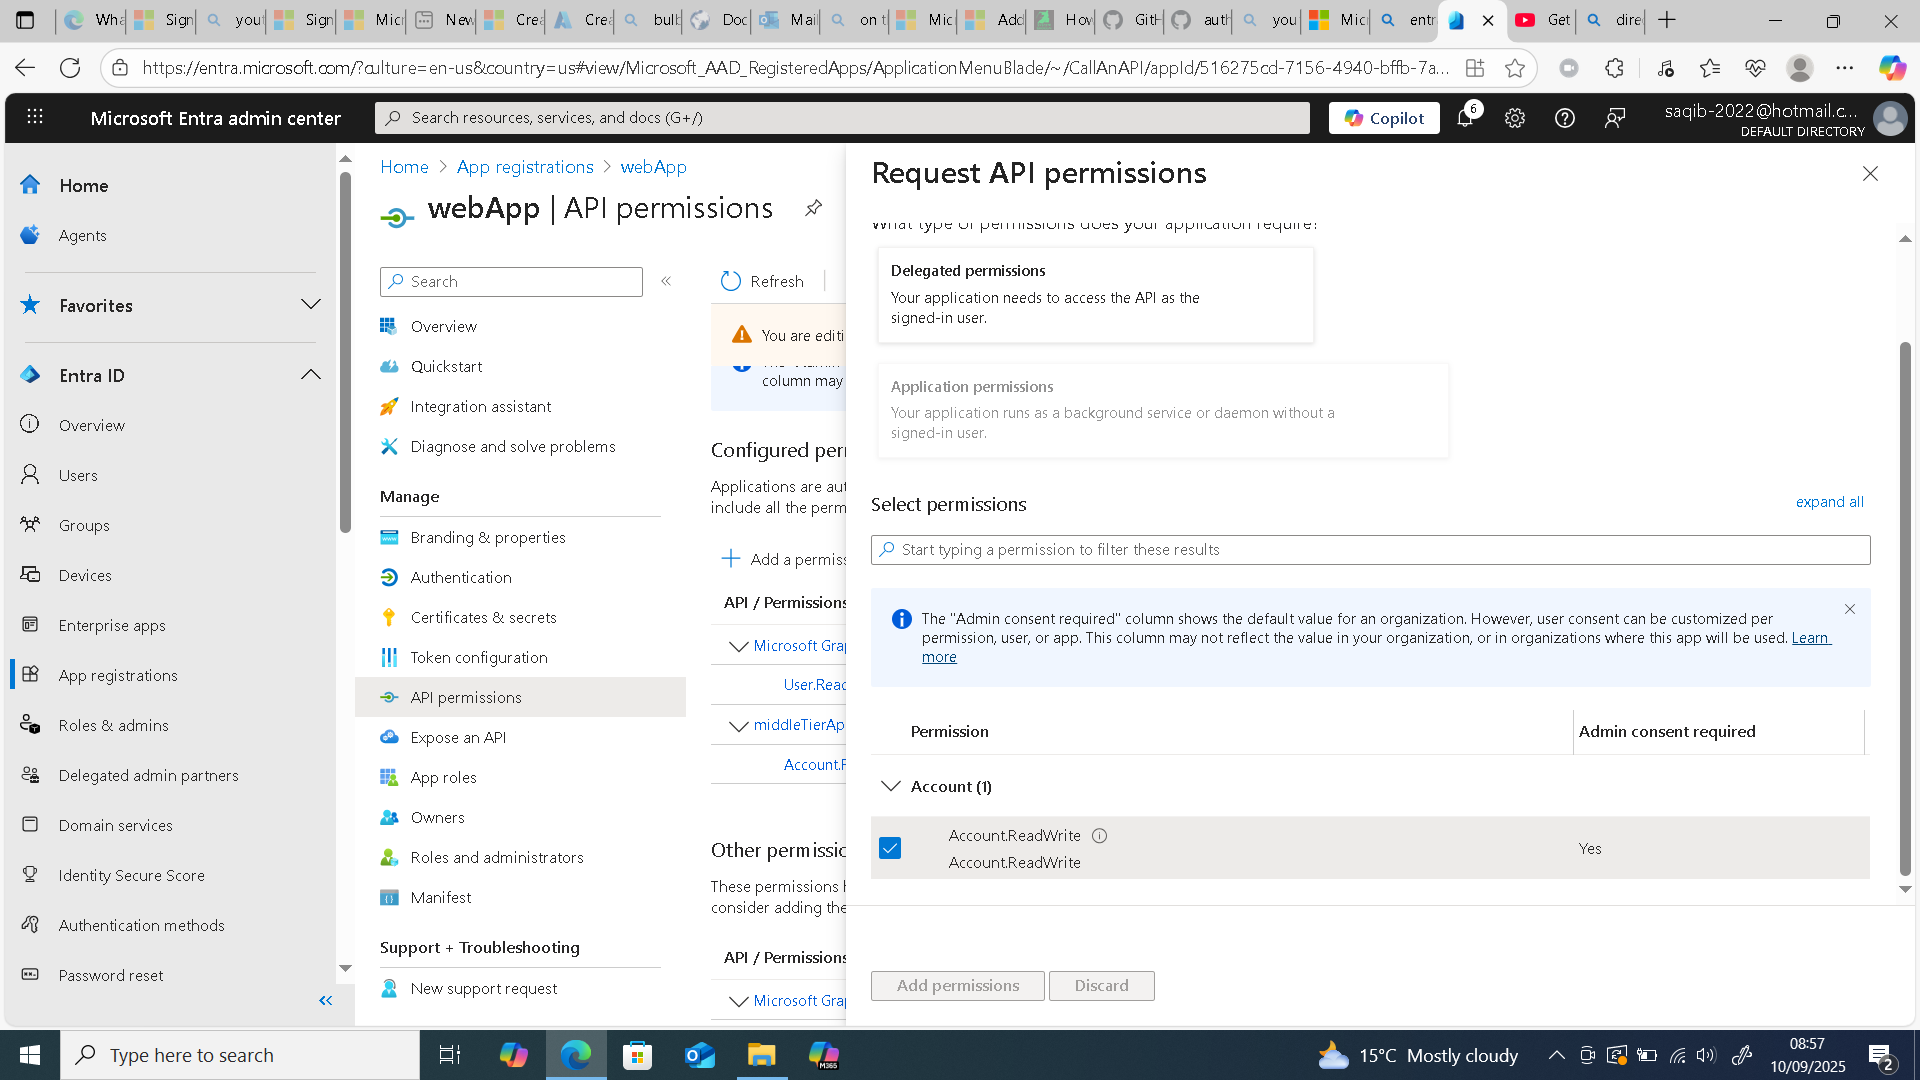 Wha
Sign
you
Sign
Micr
New
Crea
Crea
bulb
Doc
Mail
on t
Mic
Add
How
GitH
auth
you
Micr
entr
Get
dire
https://entra.microsoft.com/?culture=en-us&country=us#view/Microsoft_AAD_RegisteredApps/ApplicationMenuBlade/~/CallAnAPI/appId/516275cd-7156-4940-bffb-7a...
Microsoft Entra admin center
Search resources, services, and docs (G+/)
Copilot
6
saqib-2022@hotmail.c...
DEFAULT DIRECTORY
Home
Agents
Favorites
Entra ID
Overview
Users
Groups
Devices
Enterprise apps
App registrations
Roles & admins
Delegated admin partners
Domain services
Identity Secure Score
Authentication methods
Password reset
Home > App registrations > webApp
webApp | API permissions
Search
Overview
Quickstart
Integration assistant
Diagnose and solve problems
Manage
Branding & properties
Authentication
Certificates & secrets
Token configuration
API permissions
Expose an API
App roles
Owners
Roles and administrators
Manifest
Support + Troubleshooting
New support request
Refresh
You are editi
column may
Configured perr
Applications are aut
include all the perm
Add a permiss
API / Permissions
Microsoft Grap
User.Read
middleTierAp
Account.R
Other permissic
These permissions h
consider adding the
API / Permissions
Microsoft Grap
Request API permissions
What type of permissions does your application require?
Delegated permissions
Your application needs to access the API as the
signed-in user.
Application permissions
Your application runs as a background service or daemon without a
signed-in user.
Select permissions
expand all
Start typing a permission to filter these results
The "Admin consent required" column shows the default value for an organization. However, user consent can be customized per
permission, user, or app. This column may not reflect the value in your organization, or in organizations where this app will be used. Learn
more
Permission
Admin consent required
Account (1)
Account.ReadWrite
Account.ReadWrite
Yes
Add permissions
Discard
Type here to search
M365
15°C Mostly cloudy
08:57
10/09/2025
2